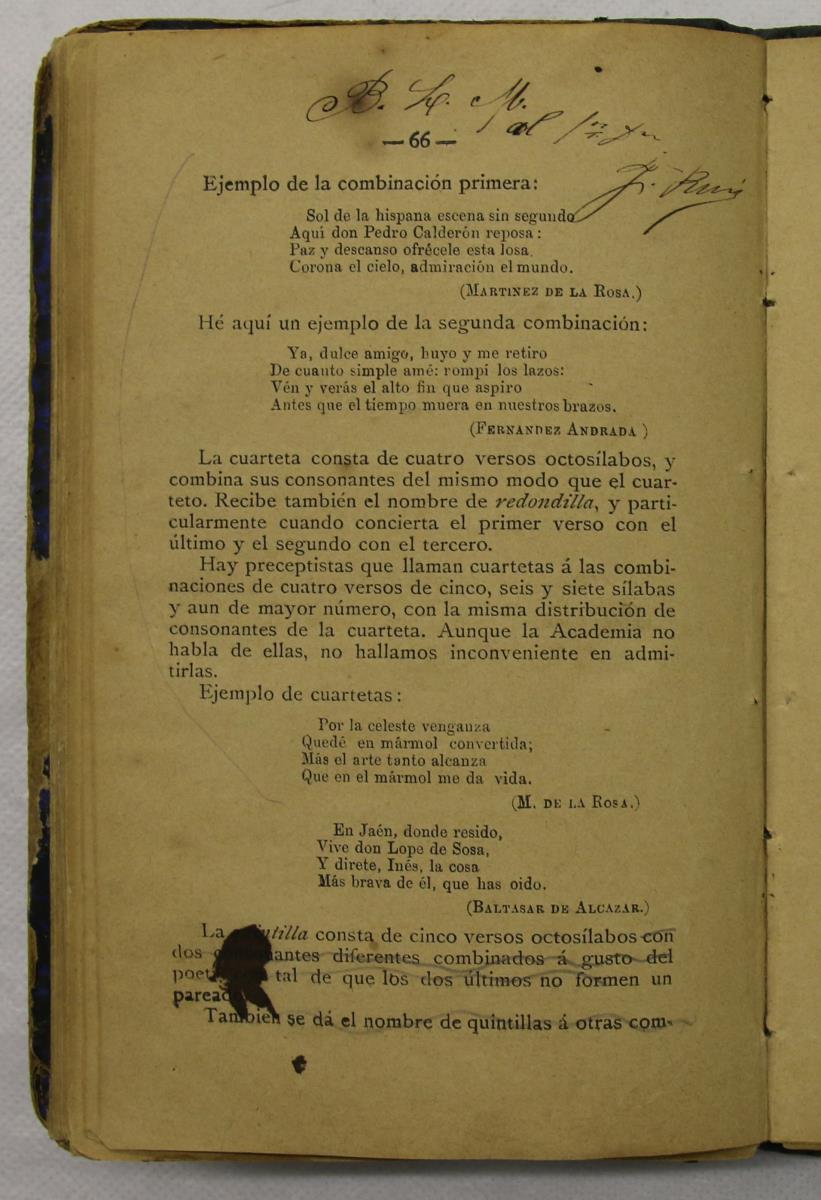 B. L. M.
al
— 66 —
F. Ruiz
Ejemplo de la combinación primera:
Sol de la hispana escena sin segundo
Aquí don Pedro Calderón reposa:
Paz y descanso ofrécele esta losa.
Corona el cielo, admiración el mundo.
(MARTINEZ DE LA ROSA.)
Hé aquí un ejemplo de la segunda combinación:
Ya, dulce amigo, huyo y me retiro
De cuanto simple amé: rompí los lazos:
Vén y verás el alto fin que aspiro
Antes que el tiempo muera en nuestros brazos.
(FERNANDEZ ANDRADA )
La cuarteta consta de cuatro versos octosílabos, y
combina sus consonantes del mismo modo que el cuar-
teto. Recibe también el nombre de redondilla, y parti-
cularmente cuando concierta el primer verso con el
último y el segundo con el tercero.
Hay preceptistas que llaman cuartetas á las combi-
naciones de cuatro versos de cinco, seis y siete sílabas
y aun de mayor número, con la misma distribución de
consonantes de la cuarteta. Aunque la Academia no
habla de ellas, no hallamos inconveniente en admi-
tirlas.
Ejemplo de cuartetas:
Por la celeste venganza
Quedé en mármol convertida;
Más el arte tanto alcanza
Que en el mármol me da vida.
(M. DE LA ROSA.)
En Jaén, donde resido,
Vive don Lope de Sosa,
Y direte, Inés, la cosa
Más brava de él, que has oido.
(BALTASAR DE ALCAZAR.)
La quintilla consta de cinco versos octosílabos con
dos consonantes diferentes combinados á gusto del
poeta, tal de que los dos últimos no formen un
paread
También se dá el nombre de quintillas á otras com-